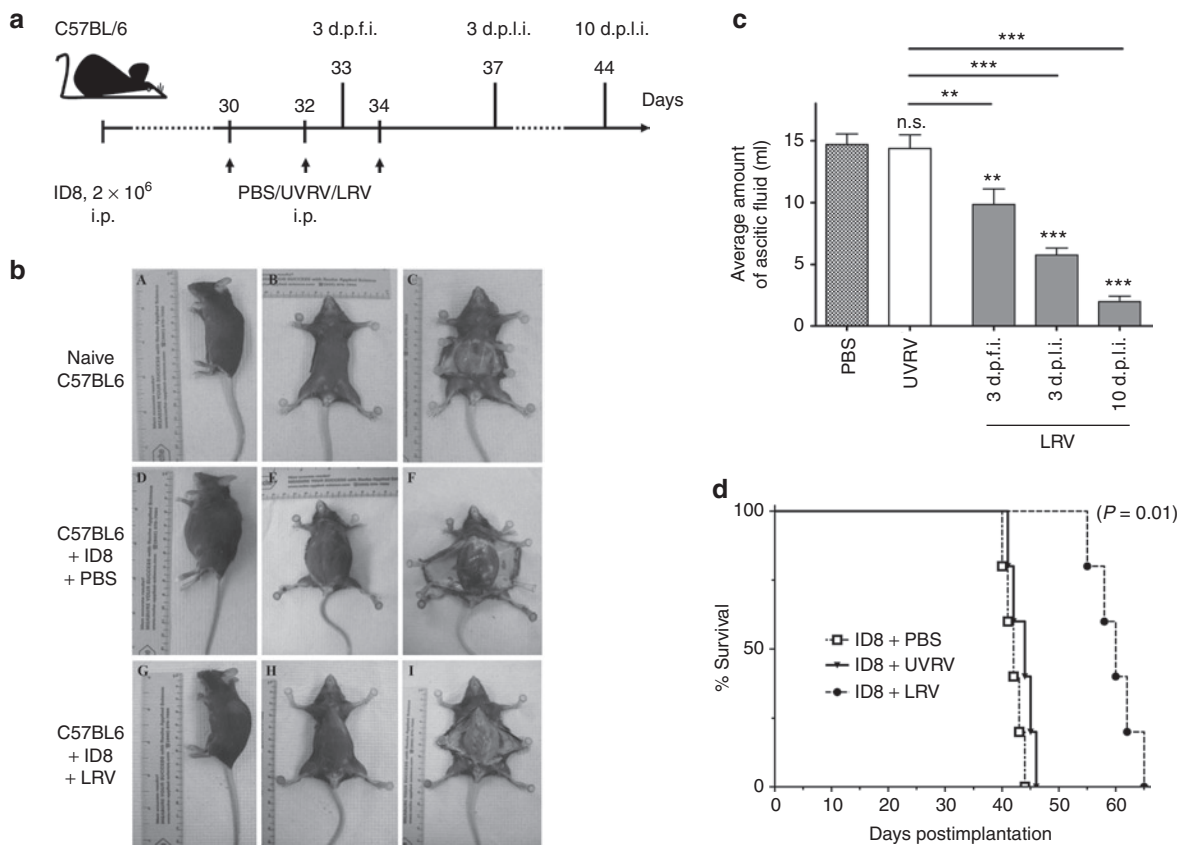 a
C57BL/6
3 d.p.f.i.
3 d.p.l.i.
10 d.p.l.i.
33
37
44
30
32
34
Days
ID8, 2 × 10⁶
i.p.
PBS/UVRV/LRV
i.p.
b
Naive
C57BL6
A
B
C
C57BL6
+ ID8
+ PBS
D
E
F
C57BL6
+ ID8
+ LRV
G
H
I
c
***
***
**
n.s.
**
***
***
Average amount
of ascitic fluid (ml)
15
10
5
0
PBS
UVRV
3 d.p.f.i.
3 d.p.l.i.
10 d.p.l.i.
LRV
d
(P = 0.01)
% Survival
100
50
0
ID8 + PBS
ID8 + UVRV
ID8 + LRV
0
10
20
30
40
50
60
Days postimplantation